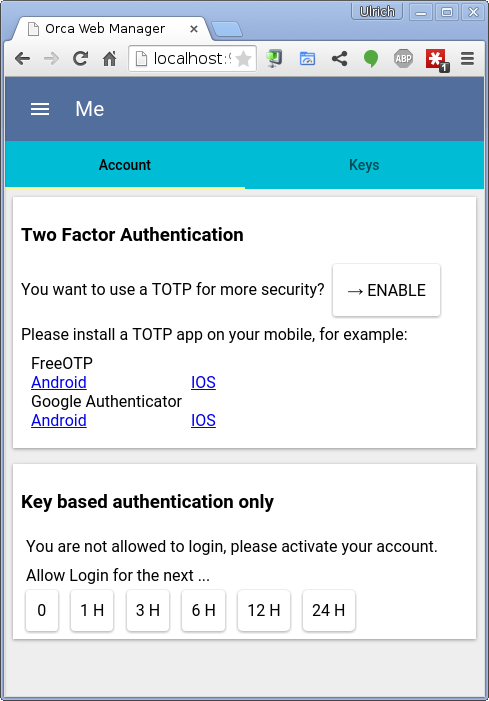 Ulrich
Orca Web Manager
localhost:
ABP
1
Me
Account Keys
Two Factor Authentication
You want to use a TOTP for more security? → ENABLE
Please install a TOTP app on your mobile, for example:
FreeOTP
Android IOS
Google Authenticator
Android IOS
Key based authentication only
You are not allowed to login, please activate your account.
Allow Login for the next ...
0 1 H 3 H 6 H 12 H 24 H